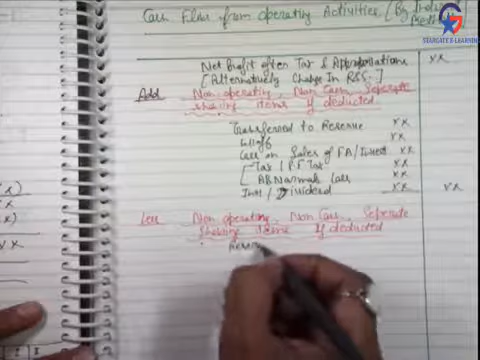 Cash Flow from operating Activities [By Indirect
Method]
STARGATE E-LEARNING
Net Profit after Tax & Appropriations xx
[Alternatively Change In R&S.]
Add Non operating, Non Cash, Seperate
showing items If deducted
Transferred to Reserve xx
xx
Loss on Sales of FA/Invest xx
Tax / P.F Tax xx
ABNormal Loss xx
Int / Dividend xx xx
Less Non operating, Non Cash, Seperate
showing items If deducted
x)
x)
x)
x x